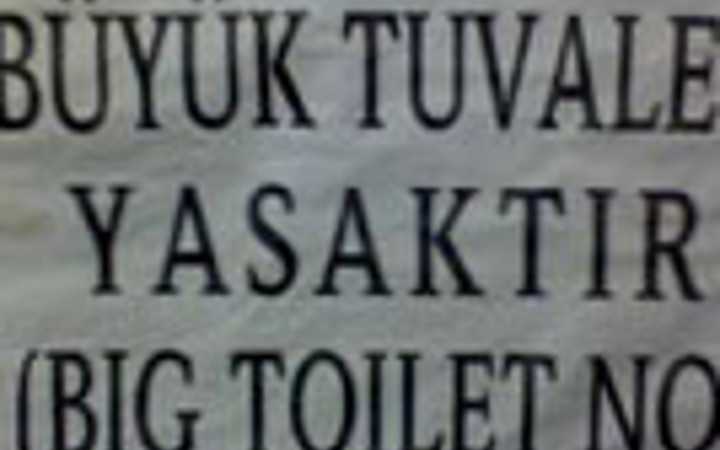 BÜYÜK TUVALE
YASAKTIR
(BIG TOILET NO